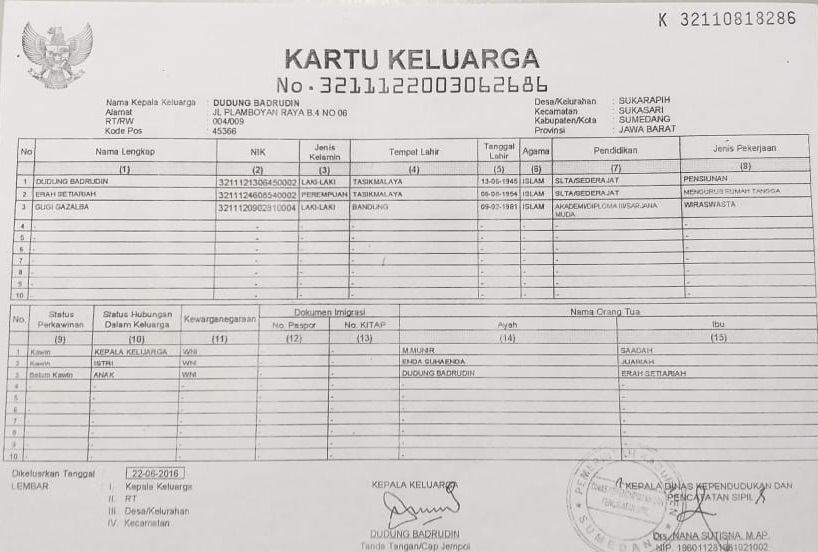 K 32110818286
KARTU KELUARGA
No. 3211122003062686
Nama Kepala Keluarga : DUDUNG BADRUDIN
Alamat : JL PLAMBOYAN RAYA B.4 NO 06
RT/RW : 004/009
Kode Pos : 45366
Desa/Kelurahan : SUKARAPIH
Kecamatan : SUKASARI
Kabupaten/Kota : SUMEDANG
Provinsi : JAWA BARAT
No Nama Lengkap NIK Jenis Kelamin Tempat Lahir Tanggal Lahir Agama Pendidikan Jenis Pekerjaan
(1) (2) (3) (4) (5) (6) (7) (8)
1 DUDUNG BADRUDIN 3211121306450002 LAKI-LAKI TASIKMALAYA 13-06-1945 ISLAM SLTA/SEDERAJAT PENSIUNAN
2 ERAH SETIARIAH 3211124608540002 PEREMPUAN TASIKMALAYA 06-08-1954 ISLAM SLTA/SEDERAJAT MENGURUS RUMAH TANGGA
3 GUGI GAZALBA 3211120902810004 LAKI-LAKI BANDUNG 09-02-1981 ISLAM AKADEMI/DIPLOMA III/SARJANA MUDA WIRASWASTA
4 - - - - - - - -
5 - - - - - - - -
6 - - - - - - - -
7 - - - - - - - -
8 - - - - - - - -
9 - - - - - - - -
10 - - - - - - - -
No. Status Perkawinan Status Hubungan Dalam Keluarga Kewarganegaraan Dokumen Imigrasi Nama Orang Tua
No. Paspor No. KITAP Ayah Ibu
(9) (10) (11) (12) (13) (14) (15)
1 Kawin KEPALA KELUARGA WNI - - M.MUNIR SAADAH
2 Kawin ISTRI WNI - - ENDA SUHAENDA JUARIAH
3 Belum Kawin ANAK WNI - - DUDUNG BADRUDIN ERAH SETIARIAH
4 - - - - - - -
5 - - - - - - -
6 - - - - - - -
7 - - - - - - -
8 - - - - - - -
9 - - - - - - -
10 - - - - - - -
Dikeluarkan Tanggal : 22-06-2016
LEMBAR : I. Kepala Keluarga
II. RT
III. Desa/Kelurahan
IV. Kecamatan
KEPALA KELUARGA
DUDUNG BADRUDIN
Tanda Tangan/Cap Jempol
KEPALA DINAS KEPENDUDUKAN DAN
PENCATATAN SIPIL
Drs. NANA SUTISNA, M.AP.
NIP.
PEMERINTAH KABUPATEN
SUMEDANG